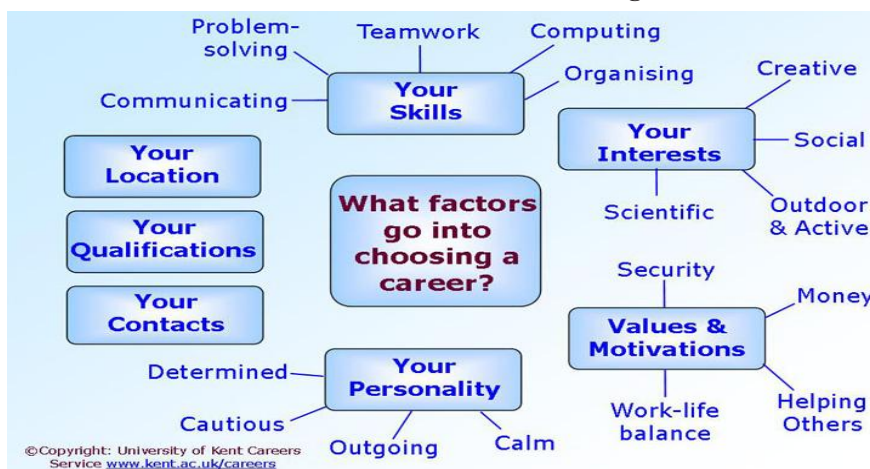 Problem-
solving
Teamwork
Computing
Communicating
Your
Skills
Organising
Creative
Your
Interests
Social
Scientific
Outdoor
& Active
Your
Location
Your
Qualifications
Your
Contacts
What factors
go into
choosing a
career?
Security
Money
Values &
Motivations
Work-life
balance
Helping
Others
Determined
Your
Personality
Cautious
Outgoing
Calm
©Copyright: University of Kent Careers
Service www.kent.ac.uk/careers